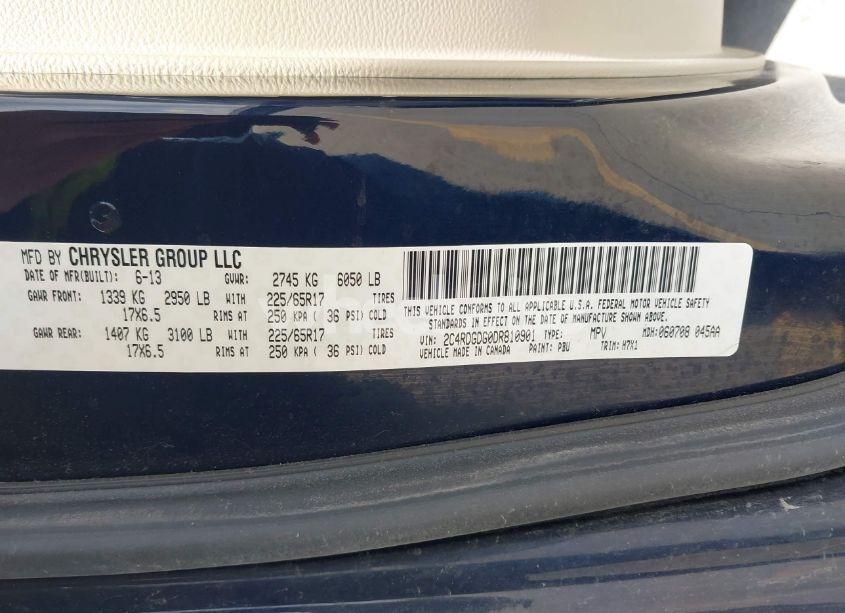 MFD BY CHRYSLER GROUP LLC
DATE OF MFR(BUILT): 6-13 GVWR: 2745 KG 6050 LB
GAWR FRONT: 1339 KG 2950 LB WITH 225/65R17 TIRES
17X6.5 RIMS AT 250 KPA ( 36 PSI) COLD
GAWR REAR: 1407 KG 3100 LB WITH 225/65R17 TIRES
17X6.5 RIMS AT 250 KPA ( 36 PSI) COLD
THIS VEHICLE CONFORMS TO ALL APPLICABLE U.S.A. FEDERAL MOTOR VEHICLE SAFETY
STANDARDS IN EFFECT ON THE DATE OF MANUFACTURE SHOWN ABOVE.
VIN: 2C4RDGDG0DR810901 TYPE: MPV MDH:060708 045AA
VEHICLE MADE IN CANADA PAINT: PBU TRIM: H7X1